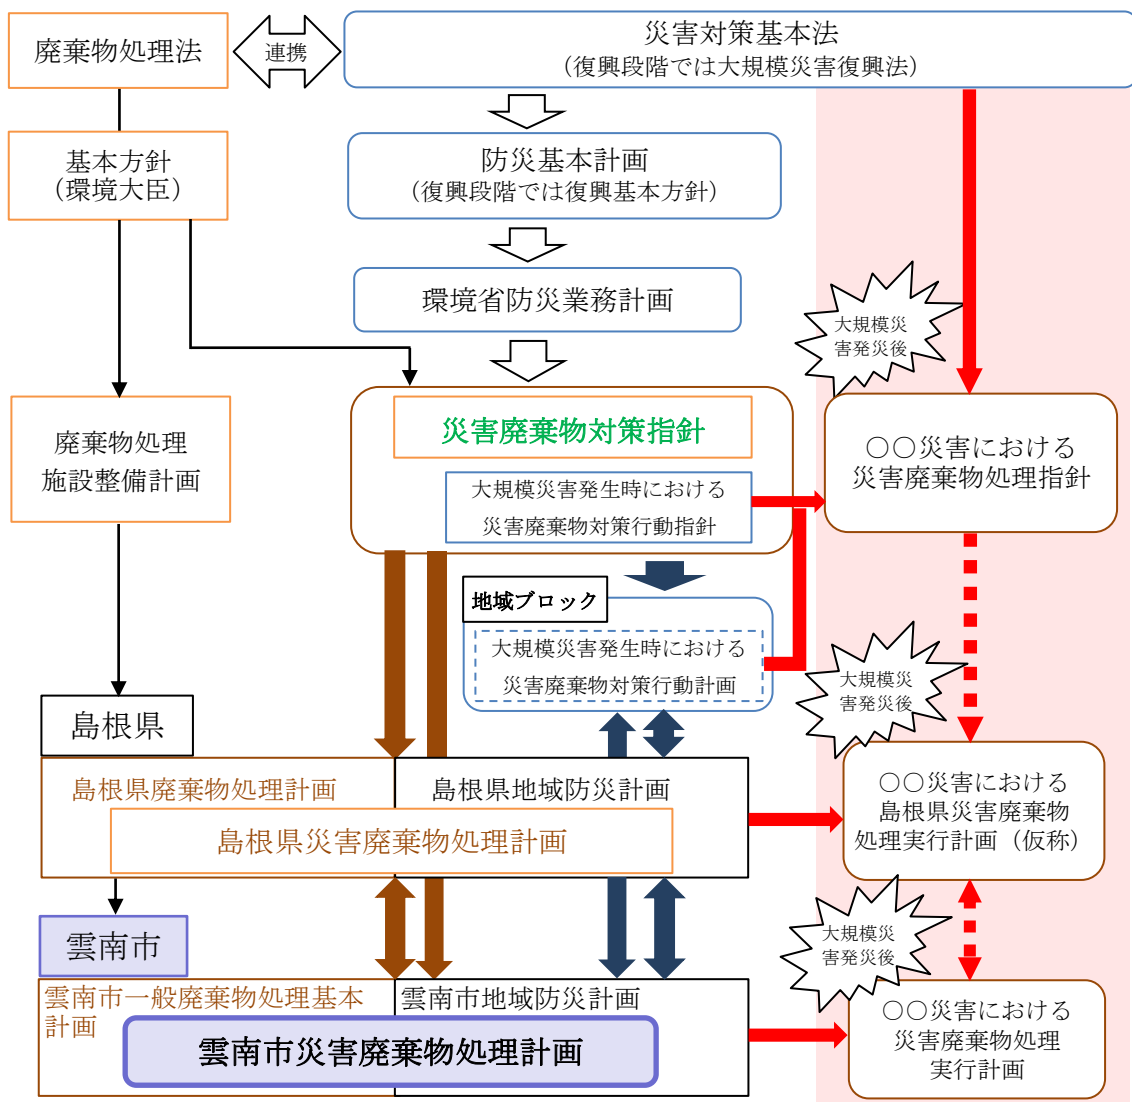 廃棄物処理法
連携
災害対策基本法
（復興段階では大規模災害復興法）
基本方針
（環境大臣）
防災基本計画
（復興段階では復興基本方針）
環境省防災業務計画
大規模災
害発災後
廃棄物処理
施設整備計画
災害廃棄物対策指針
大規模災害発生時における
災害廃棄物対策行動指針
〇〇災害における
災害廃棄物処理指針
地域ブロック
大規模災害発生時における
災害廃棄物対策行動計画
大規模災
害発災後
島根県
島根県廃棄物処理計画
島根県地域防災計画
島根県災害廃棄物処理計画
〇〇災害における
島根県災害廃棄物
処理実行計画（仮称）
大規模災
害発災後
雲南市
雲南市一般廃棄物処理基本
計画
雲南市地域防災計画
雲南市災害廃棄物処理計画
〇〇災害における
災害廃棄物処理
実行計画